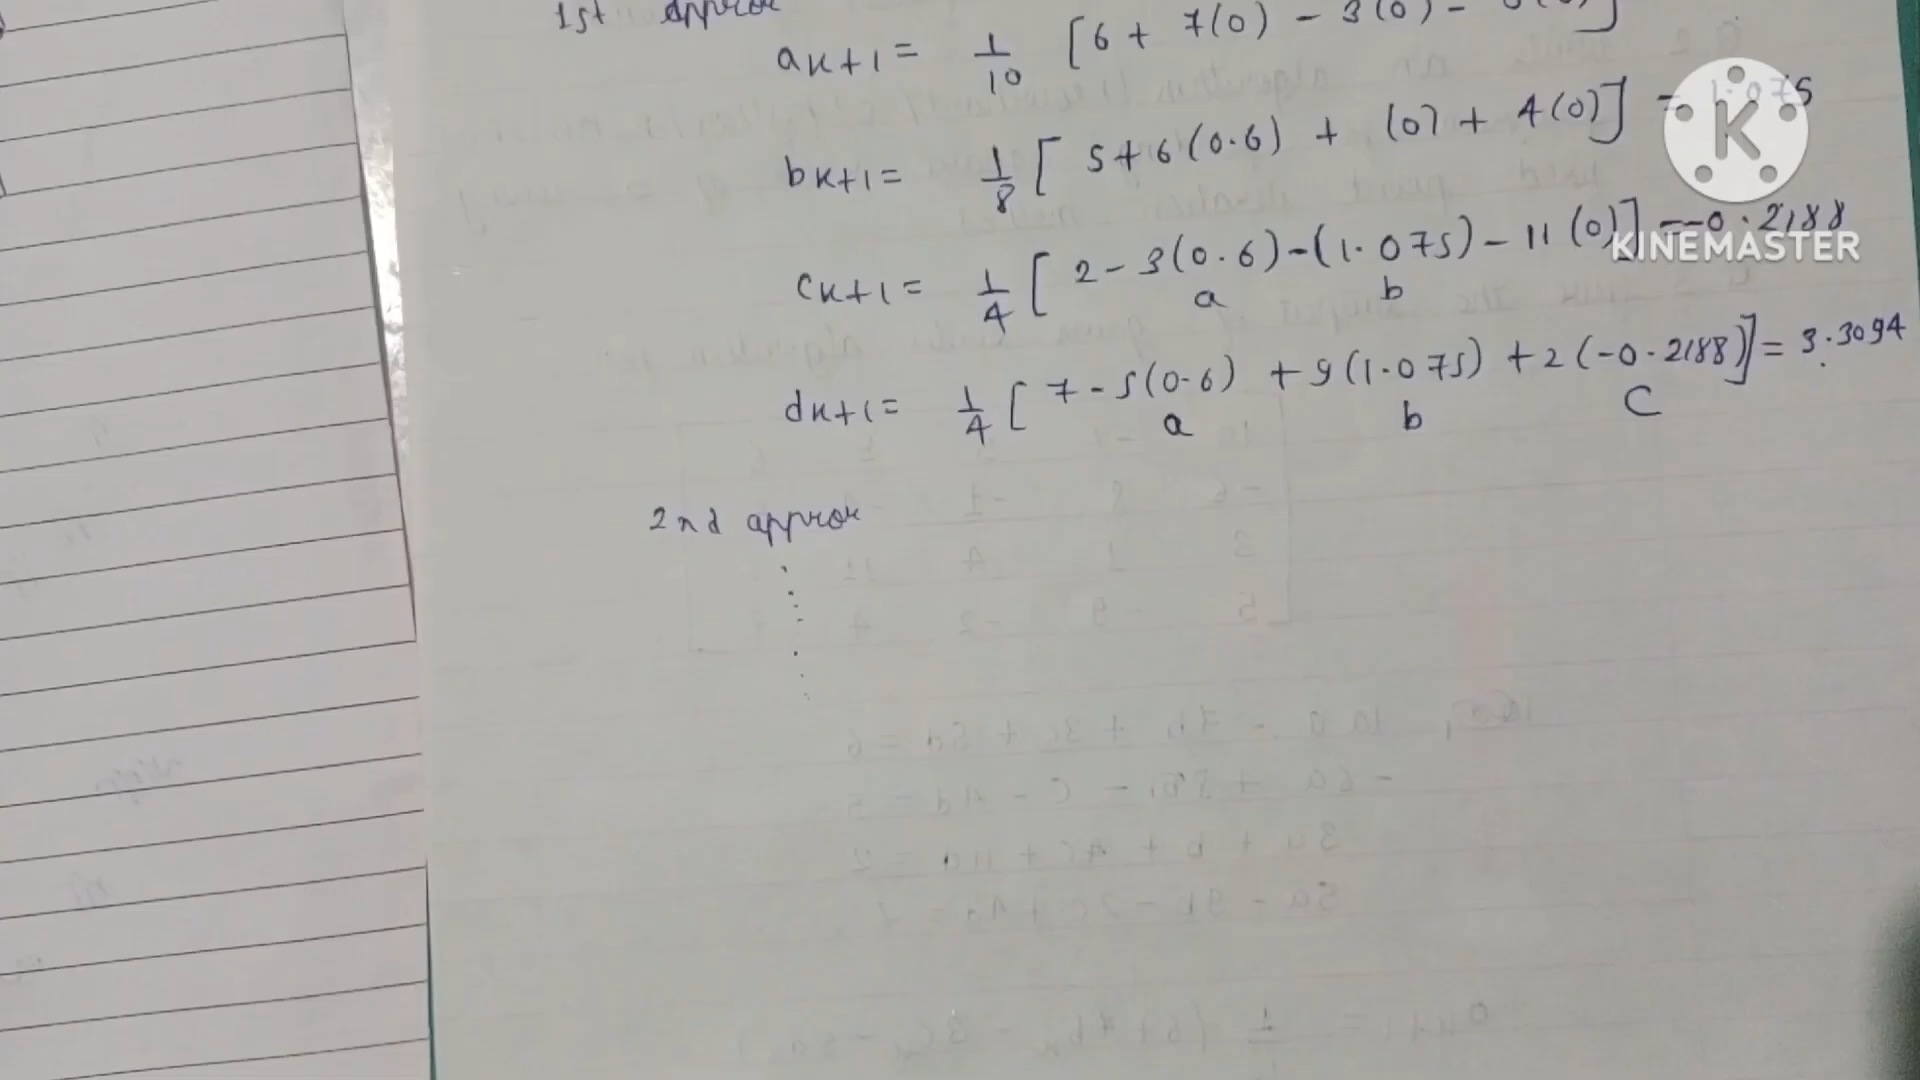 1st approx
ak+1 = 1/10 [6 + 7(0) - 3(0) -
bk+1 = 1/8 [ 5+6(0.6) + (0) + 4(0)] = 1.075
ck+1 = 1/4 [ 2 - 3(0.6) - (1.075) - 11(0)] = -0.2188
a b
dk+1 = 1/4 [ 7 - 5(0.6) + 9(1.075) + 2(-0.2188)] = 3.3094
a b c
2nd approx
K
KINEMASTER